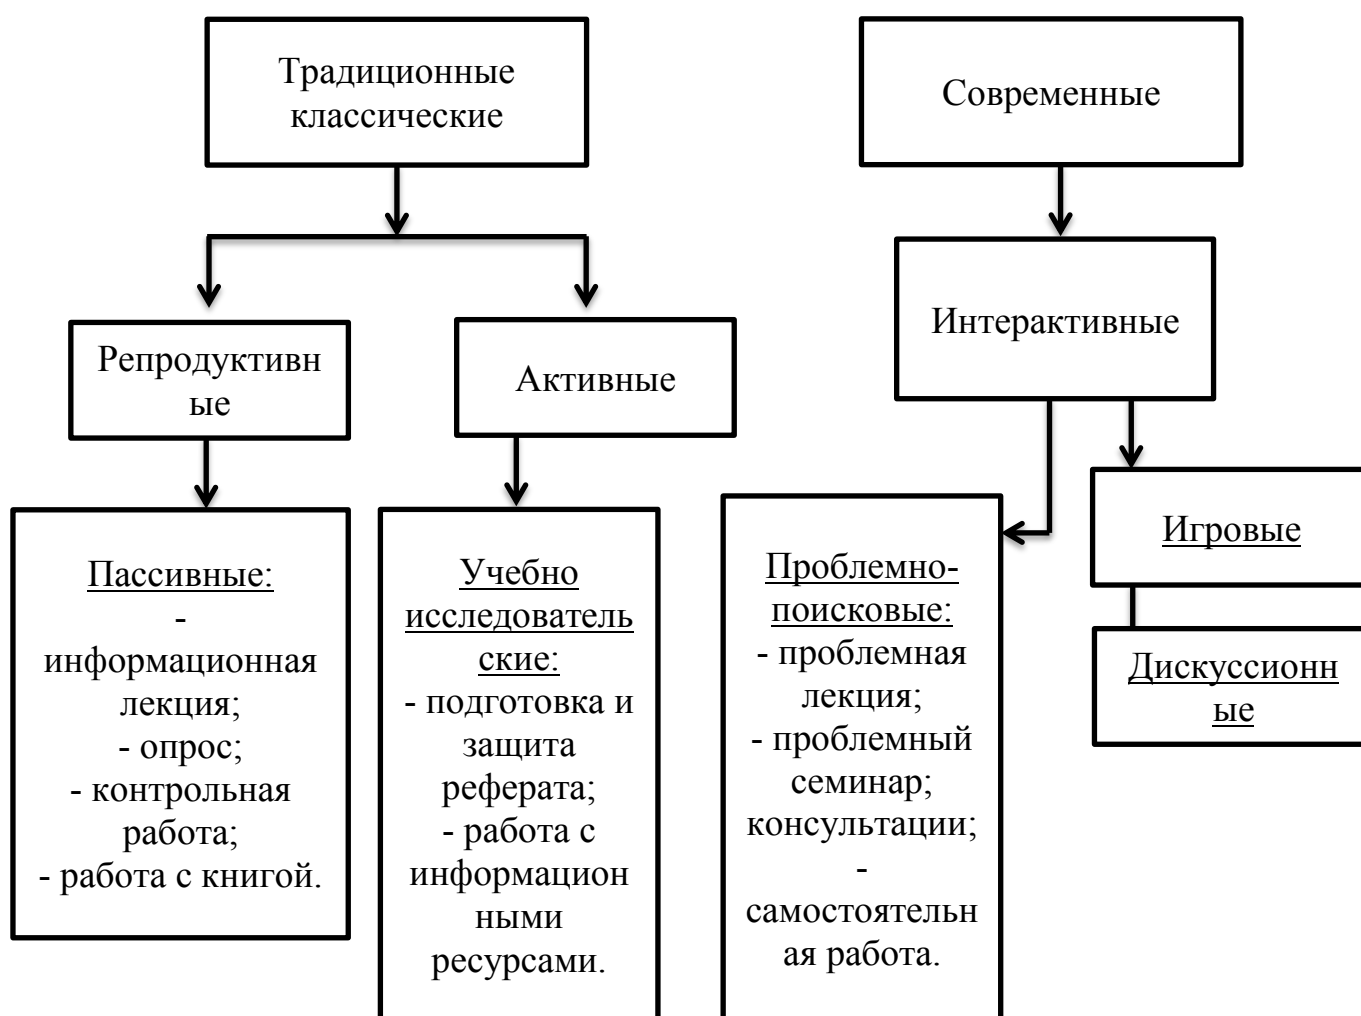 Традиционные
классические
Современные
Интерактивные
Репродуктивн
ые
Активные
Пассивные:
-
информационная
лекция;
- опрос;
- контрольная
работа;
- работа с книгой.
Учебно
исследователь
ские:
- подготовка и
защита
реферата;
- работа с
информацион
ными
ресурсами.
Проблемно-
поисковые:
- проблемная
лекция;
- проблемный
семинар;
консультации;
-
самостоятельн
ая работа.
Игровые
Дискуссионн
ые